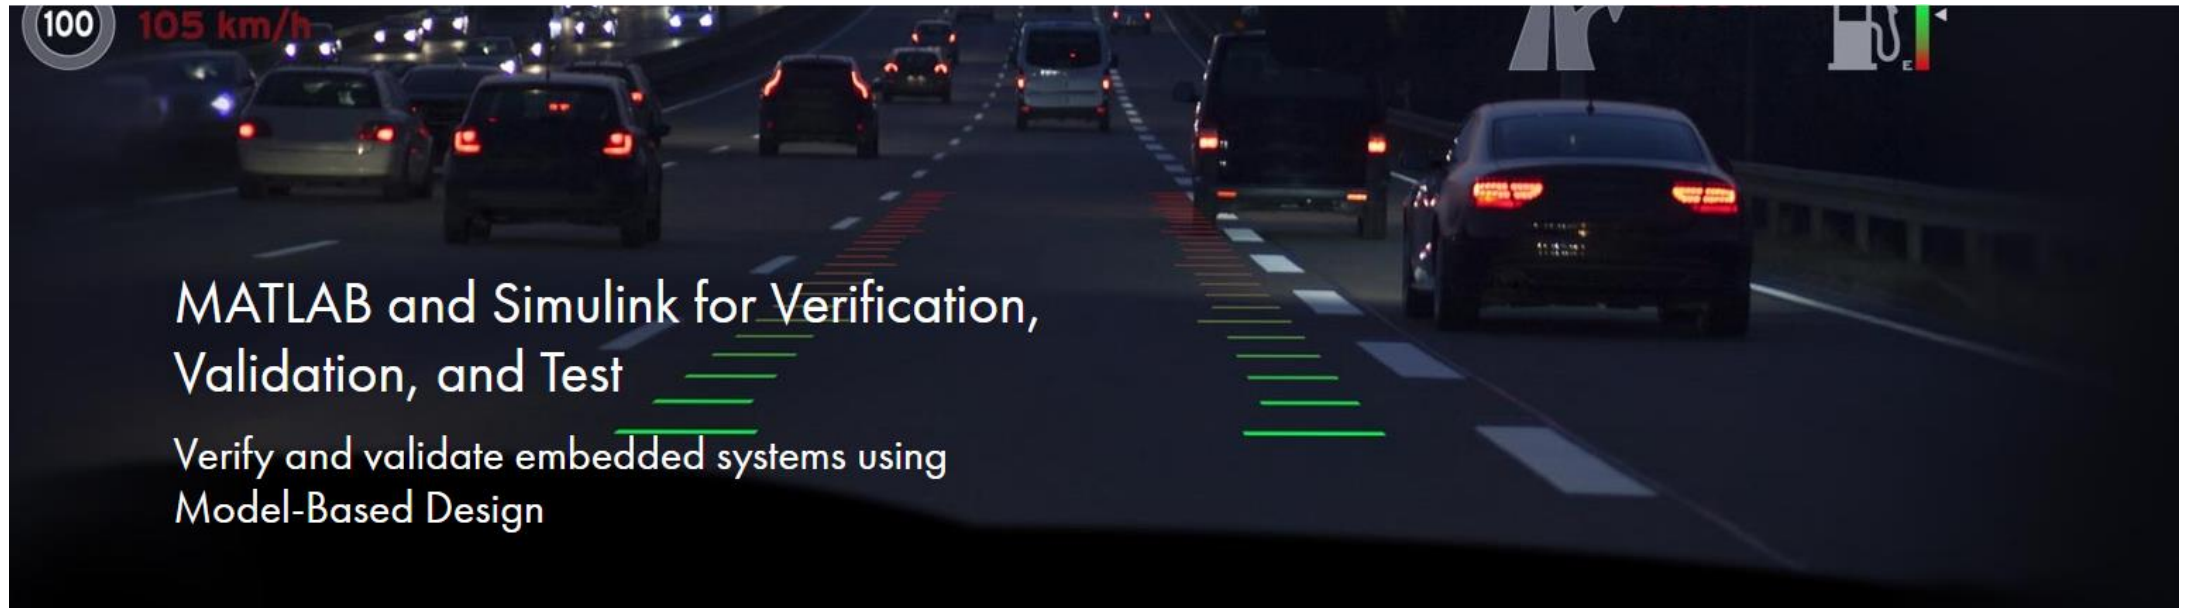 100 105 km/h
E
MATLAB and Simulink for Verification,
Validation, and Test
Verify and validate embedded systems using
Model-Based Design